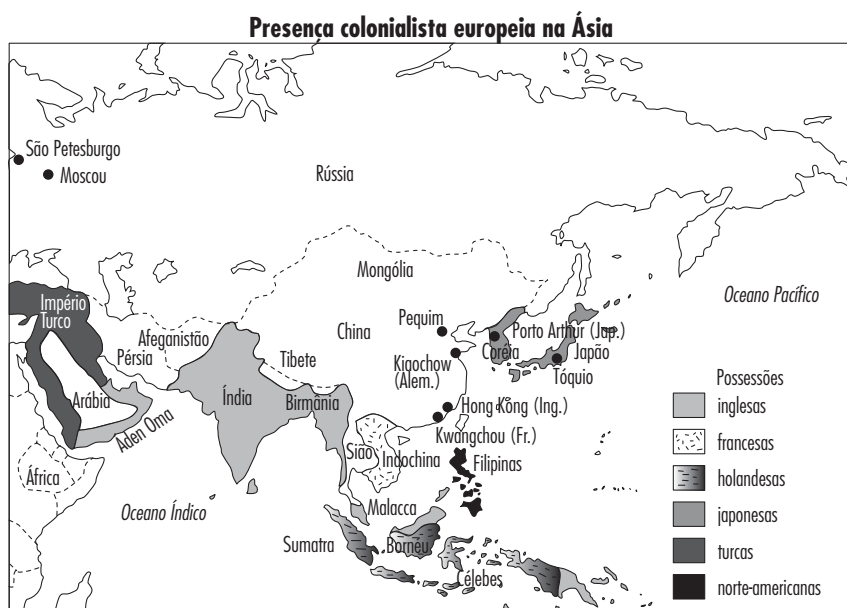 Presença colonialista europeia na Ásia
São Petesburgo
Moscou
Rússia
Mongólia
Oceano Pacífico
Império
Turco
Afeganistão
Pérsia
China
Pequim
Porto Arthur (Jap.)
Coréia
Japão
Tóquio
Kiaochow
(Alem.)
Tibete
Arábia
Índia
Birmânia
Aden Oma
Hong Kong (Ing.)
Kwangchou (Fr.)
Sião
Indochina
Filipinas
África
Oceano Índico
Malacca
Sumatra
Bornéu
Célebes
Possessões
inglesas
francesas
holandesas
japonesas
turcas
norte-americanas